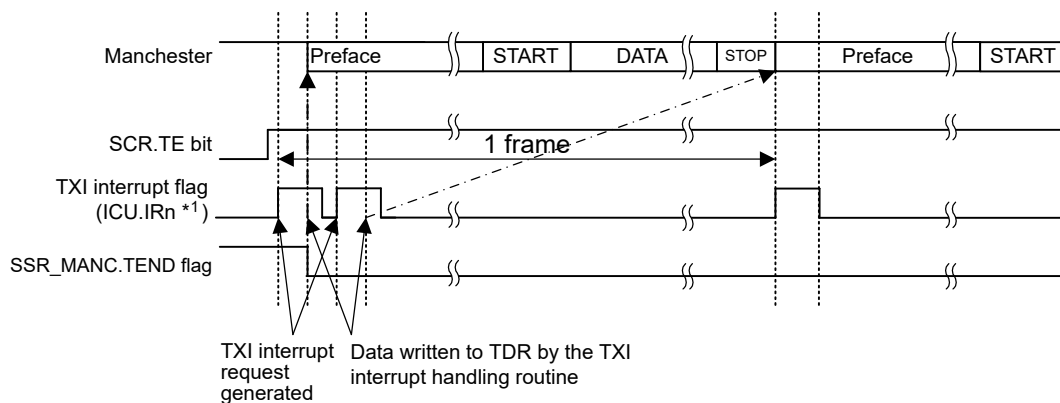 Manchester Preface START DATA STOP Preface START
SCR.TE bit
1 frame
TXI interrupt flag
(ICU.IRn *1)
SSR_MANC.TEND flag
TXI interrupt
request
generated
Data written to TDR by the TXI
interrupt handling routine